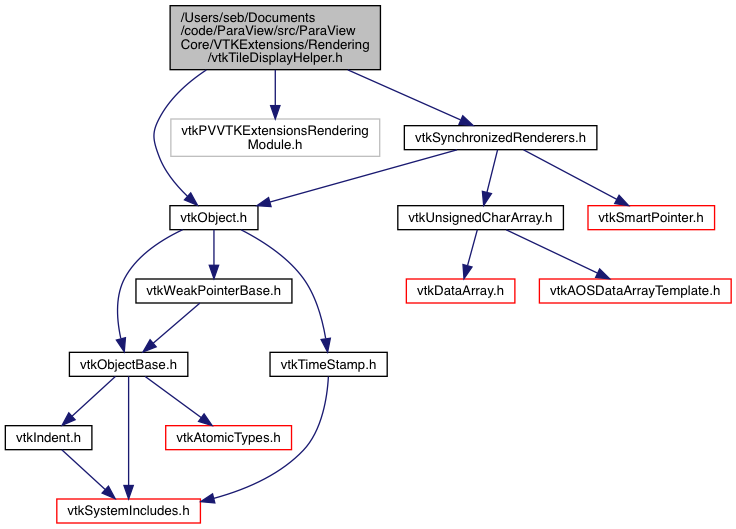 /Users/seb/Documents
/code/ParaView/src/ParaView
Core/VTKExtensions/Rendering
/vtkTileDisplayHelper.h
vtkPVVTKExtensionsRendering
Module.h
vtkSynchronizedRenderers.h
vtkObject.h
vtkUnsignedCharArray.h
vtkSmartPointer.h
vtkWeakPointerBase.h
vtkDataArray.h
vtkAOSDataArrayTemplate.h
vtkObjectBase.h
vtkTimeStamp.h
vtkIndent.h
vtkAtomicTypes.h
vtkSystemIncludes.h